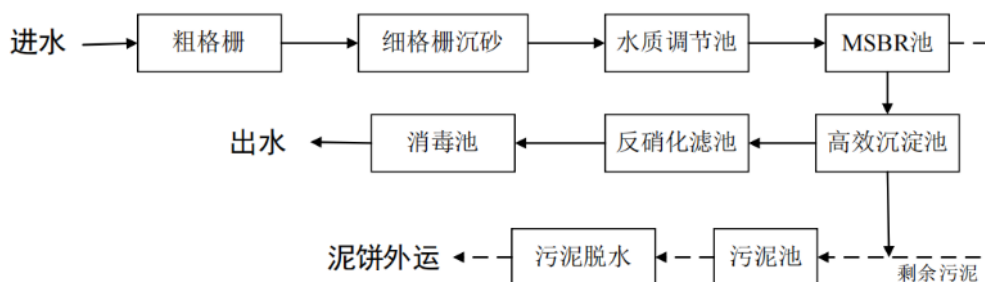 进水 粗格栅 细格栅沉砂 水质调节池 MSBR池
出水 消毒池 反硝化滤池 高效沉淀池
泥饼外运 污泥脱水 污泥池 剩余污泥